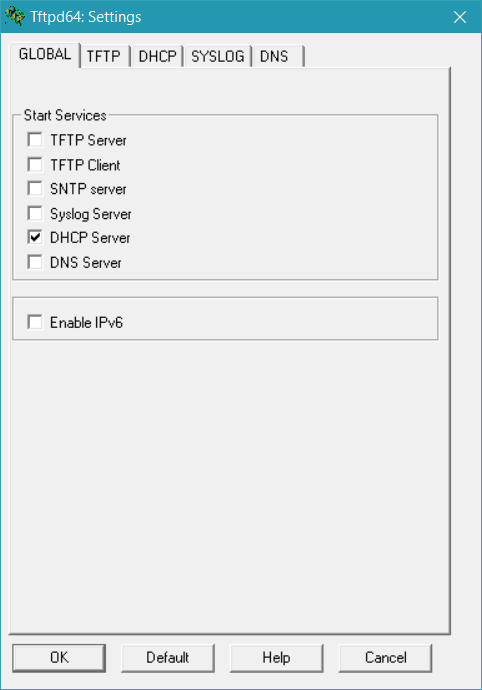 Tftpd64: Settings
GLOBAL TFTP DHCP SYSLOG DNS
Start Services
TFTP Server
TFTP Client
SNTP server
Syslog Server
DHCP Server
DNS Server
Enable IPv6
OK Default Help Cancel